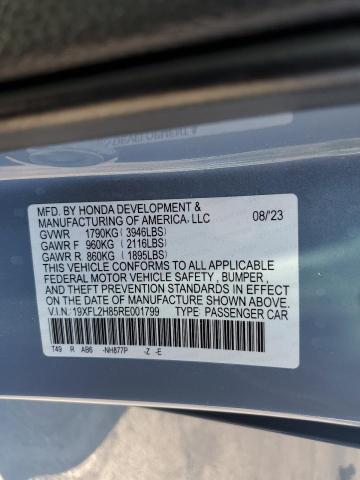 MFD. BY HONDA DEVELOPMENT &
MANUFACTURING OF AMERICA, LLC 08/'23
GVWR 1790KG (3946LBS)
GAWR F 960KG (2116LBS)
GAWR R 860KG (1895LBS)
THIS VEHICLE CONFORMS TO ALL APPLICABLE
FEDERAL MOTOR VEHICLE SAFETY , BUMPER ,
AND THEFT PREVENTION STANDARDS IN
EFFECT ON THE DATE OF MANUFACTURE
SHOWN ABOVE.
V.I.N.:19XFL2H85RE001799 TYPE: PASSENGER CAR
T49 R AB6 -NH877P -Z -E